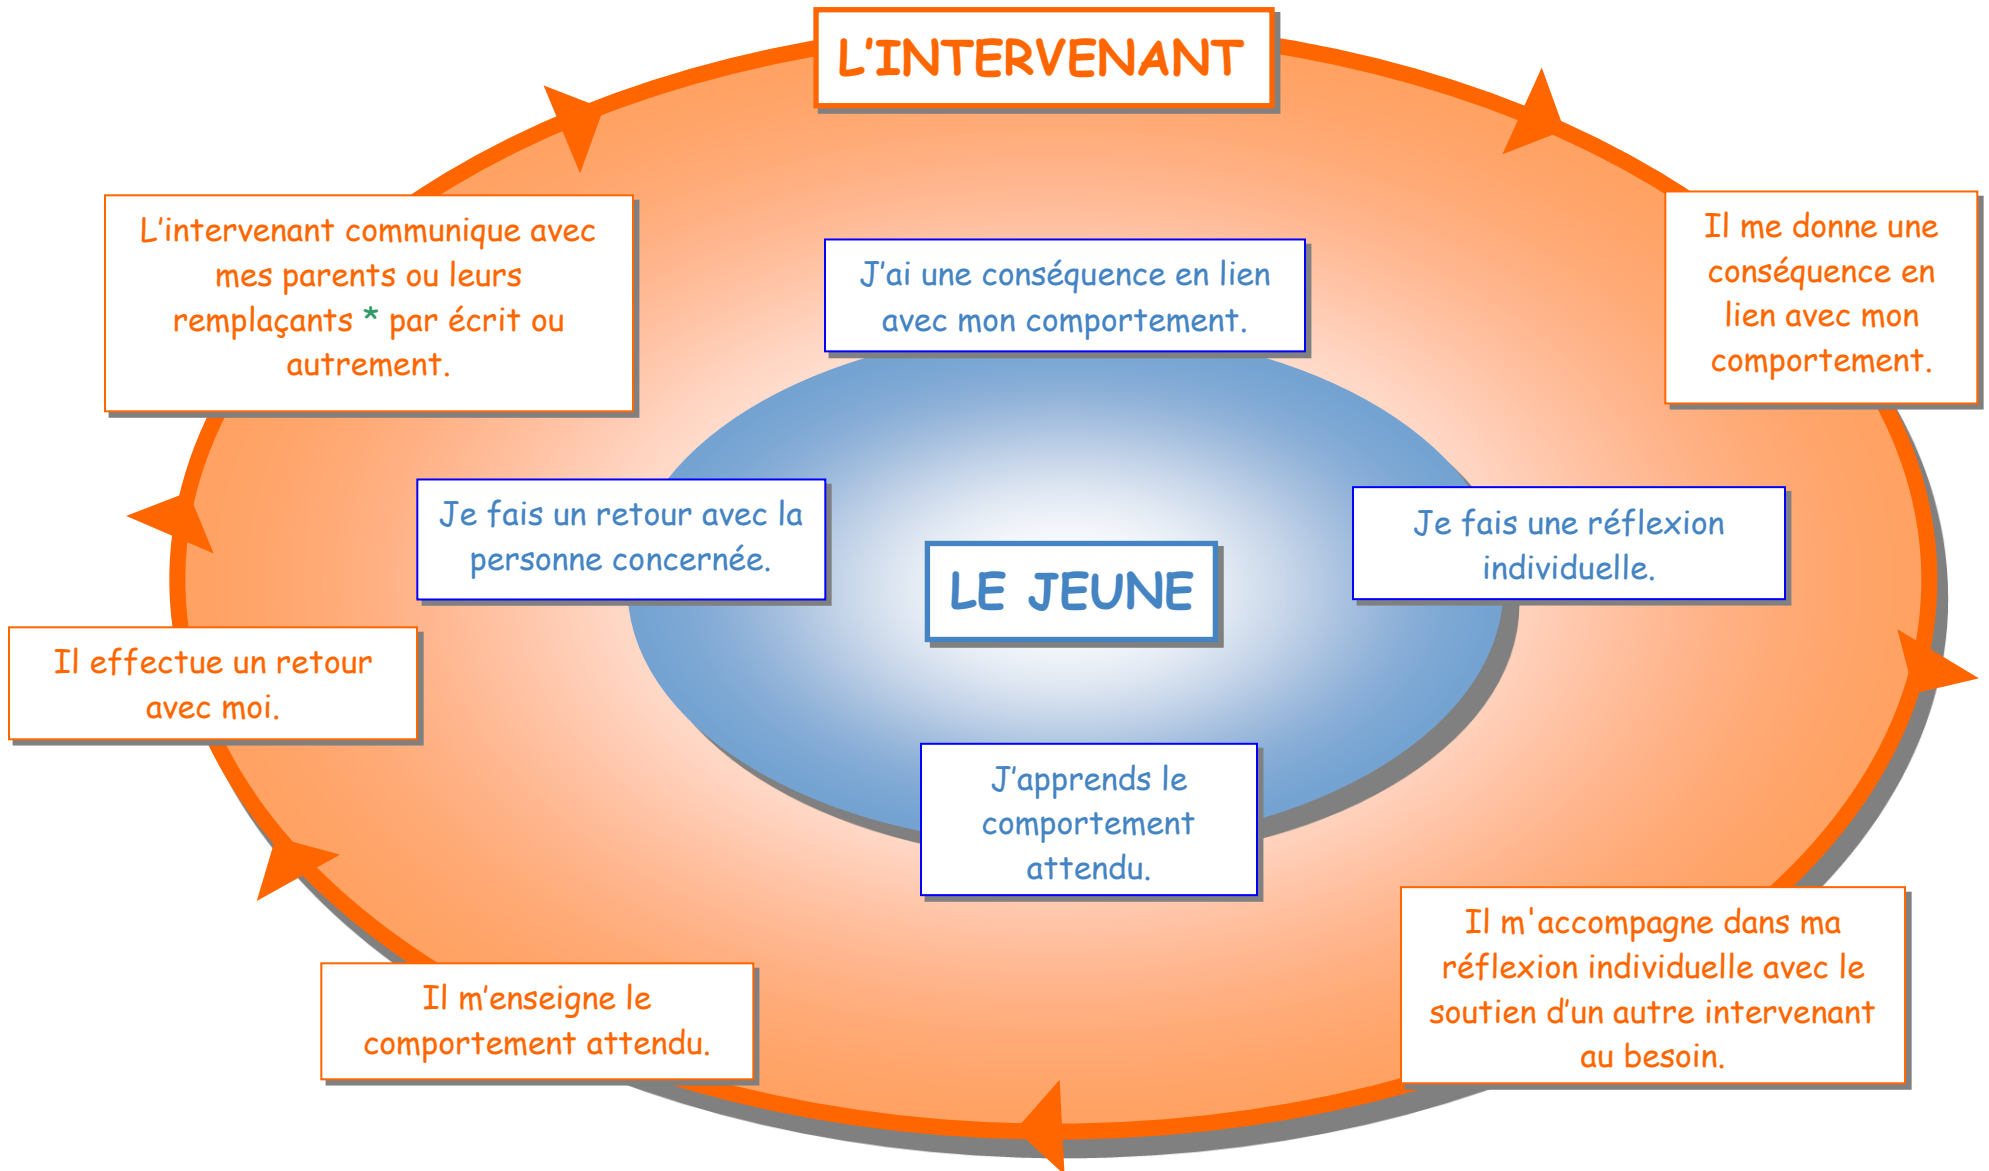 L'INTERVENANT
L'intervenant communique avec
mes parents ou leurs
remplaçants * par écrit ou
autrement.
Il me donne une
conséquence en
lien avec mon
comportement.
J'ai une conséquence en lien
avec mon comportement.
Je fais un retour avec la
personne concernée.
Je fais une réflexion
individuelle.
LE JEUNE
Il effectue un retour
avec moi.
J'apprends le
comportement
attendu.
Il m'accompagne dans ma
réflexion individuelle avec le
soutien d'un autre intervenant
au besoin.
Il m'enseigne le
comportement attendu.